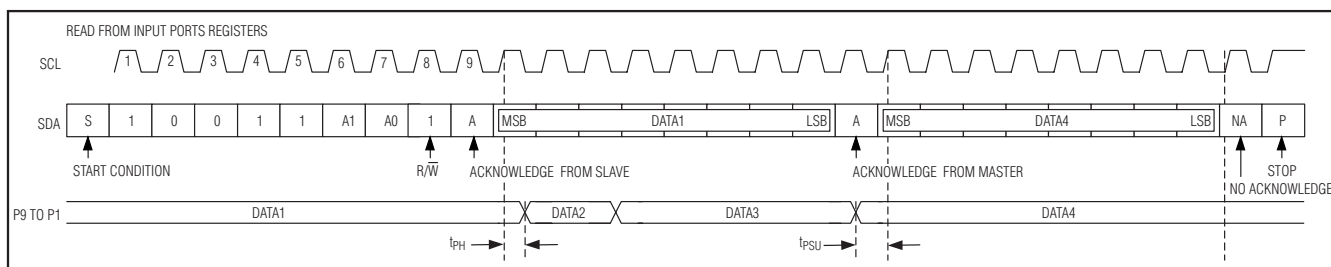 READ FROM INPUT PORTS REGISTERS
SCL 1 2 3 4 5 6 7 8 9
SDA S 1 0 0 1 1 A1 A0 1 A MSB DATA1 LSB A MSB DATA4 LSB NA P
START CONDITION R/W̅ ACKNOWLEDGE FROM SLAVE ACKNOWLEDGE FROM MASTER STOP
NO ACKNOWLEDGE
P9 TO P1 DATA1 DATA2 DATA3 DATA4
tPH tPSU